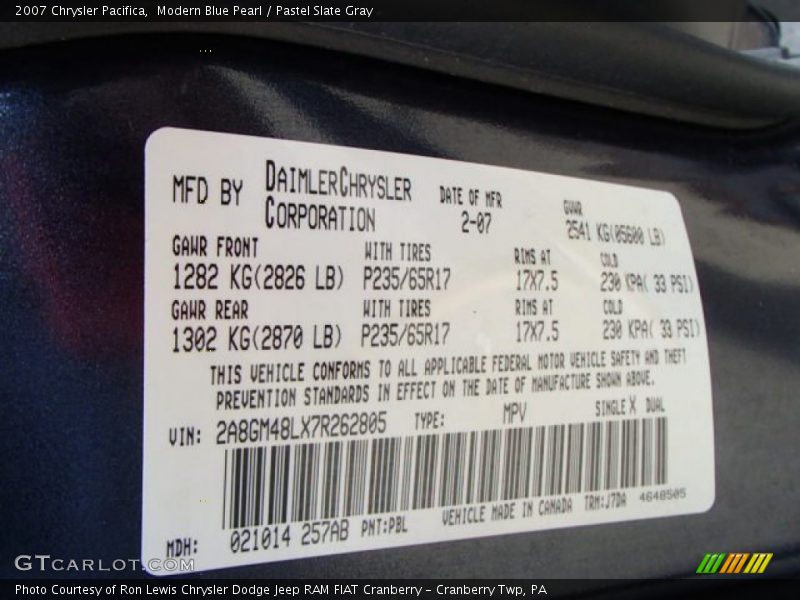 2007 Chrysler Pacifica,  Modern Blue Pearl / Pastel Slate Gray
MFD BY DAIMLERCHRYSLER CORPORATION
DATE OF MFR 2-07
GVWR 2541 KG(05600 LB)
GAWR FRONT WITH TIRES RIMS AT COLD
1282 KG(2826 LB) P235/65R17 17X7.5 230 KPA( 33 PSI)
GAWR REAR WITH TIRES RIMS AT COLD
1302 KG(2870 LB) P235/65R17 17X7.5 230 KPA( 33 PSI)
THIS VEHICLE CONFORMS TO ALL APPLICABLE FEDERAL MOTOR VEHICLE SAFETY AND THEFT
PREVENTION STANDARDS IN EFFECT ON THE DATE OF MANUFACTURE SHOWN ABOVE.
VIN: 2A8GM48LX7R262805 TYPE: MPV SINGLE X DUAL
MDH: 021014 257AB PNT:PBL VEHICLE MADE IN CANADA TRM:J7DA 4648505
GTCARLOT.COM
Photo Courtesy of Ron Lewis Chrysler Dodge Jeep RAM FIAT Cranberry – Cranberry Twp, PA